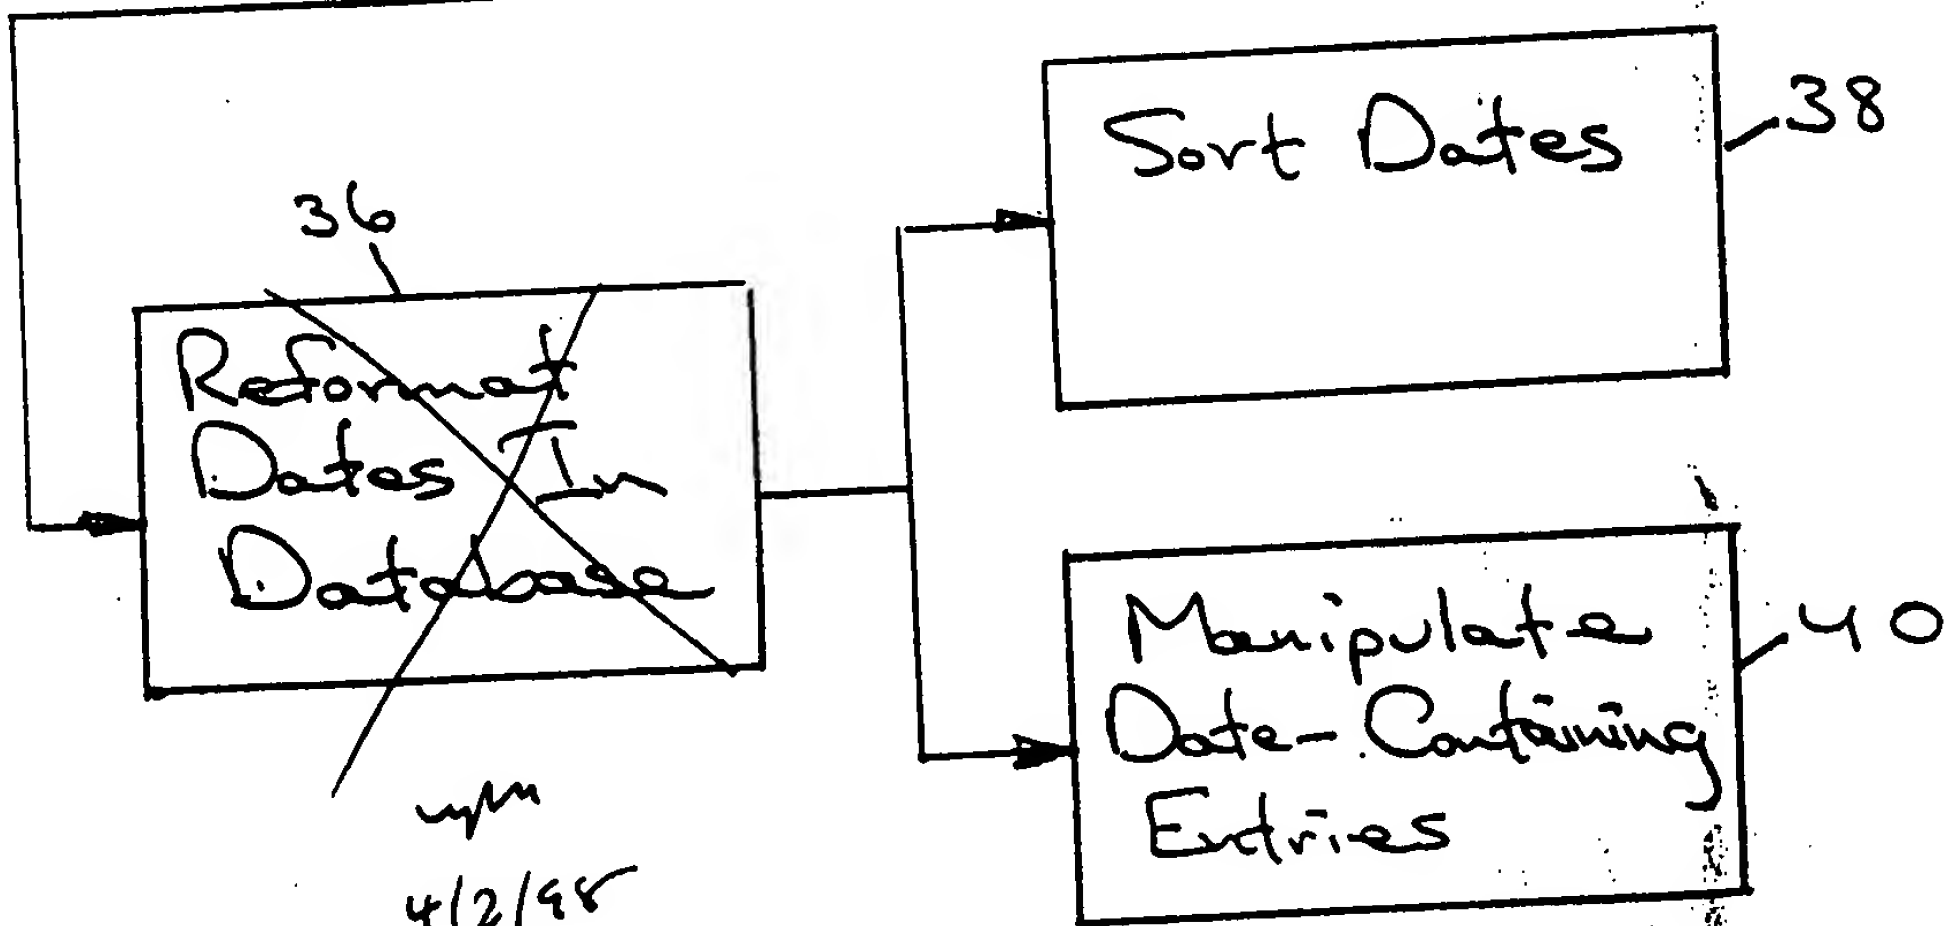 36
Reformat
Dates In
Database
4/2/98
Sort Dates
38
Manipulate
Date-Containing
Entries
40